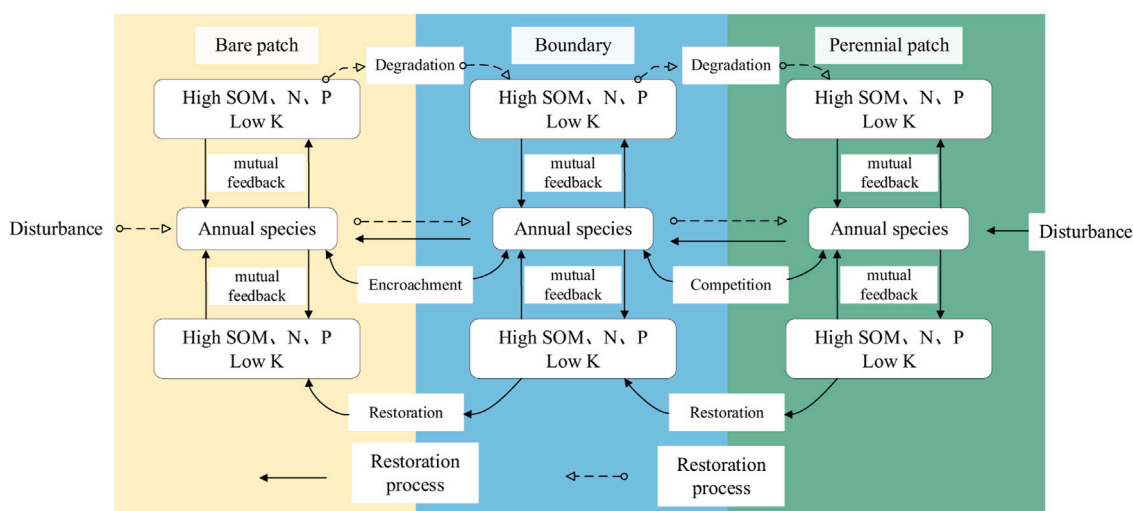 Bare patch
Boundary
Perennial patch
Degradation
Degradation
High SOM、N、P
Low K
High SOM、N、P
Low K
High SOM、N、P
Low K
mutual
feedback
mutual
feedback
mutual
feedback
Disturbance
Annual species
Annual species
Annual species
Disturbance
mutual
feedback
Encroachment
mutual
feedback
Competition
mutual
feedback
High SOM、N、P
Low K
High SOM、N、P
Low K
High SOM、N、P
Low K
Restoration
Restoration
Restoration
process
Restoration
process